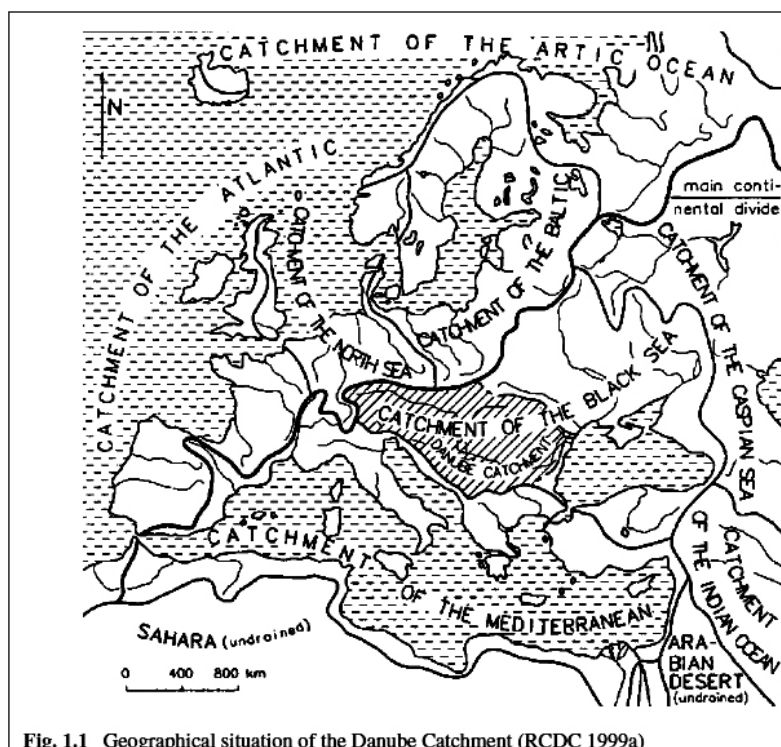 CATCHMENT OF THE ARTIC OCEAN
N
CATCHMENT OF THE ATLANTIC
CATCHMENT OF THE NORTH SEA
CATCHMENT OF THE BALTIC
main conti-
nental divide
CATCHMENT OF THE CASPIAN SEA
CATCHMENT OF THE BLACK SEA
DANUBE CATCHMENT
CATCHMENT OF THE MEDITERRANEAN
CATCHMENT
OF THE INDIAN OCEAN
SAHARA (undrained)
ARA-
BIAN
DESERT
(undrained)
0 400 800 km
Fig. 1.1 Geographical situation of the Danube Catchment (RCDC 1999a)